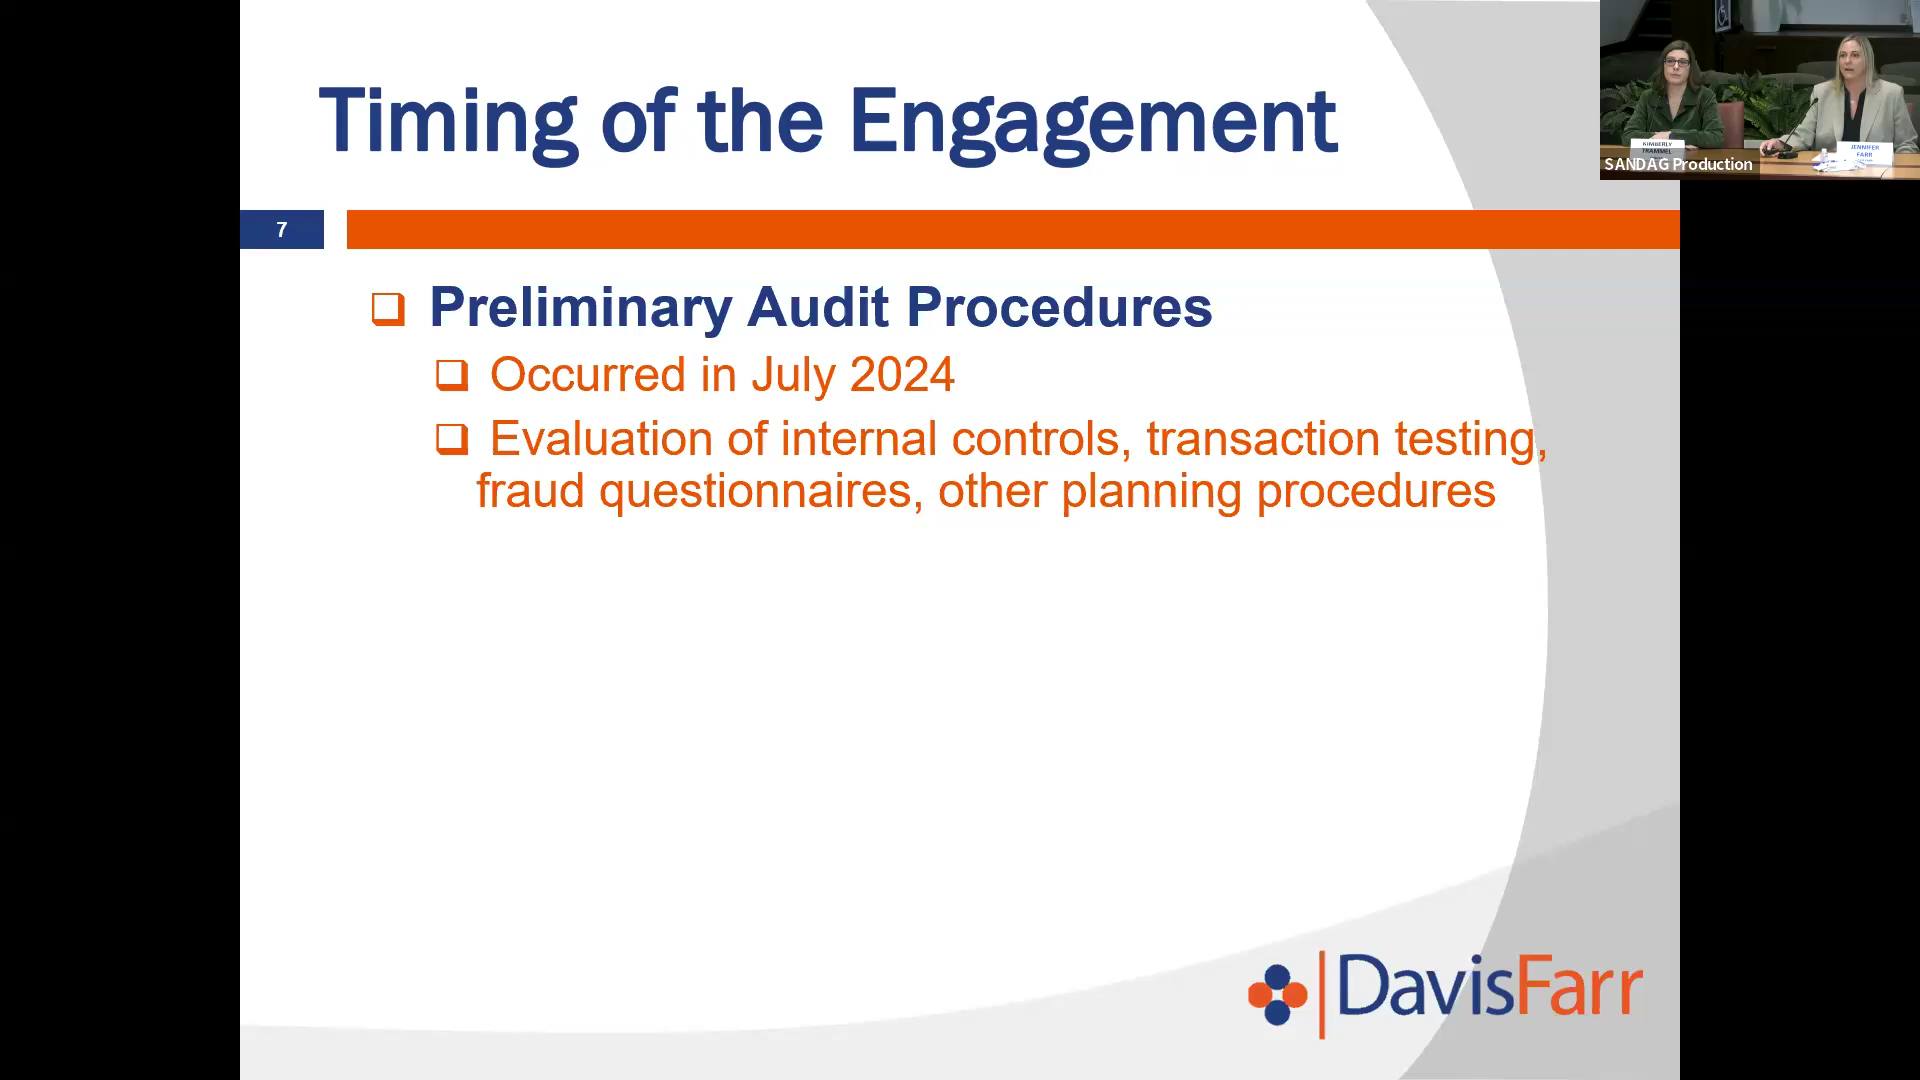 Timing of the Engagement
7
Preliminary Audit Procedures
Occurred in July 2024
Evaluation of internal controls, transaction testing,
fraud questionnaires, other planning procedures
DavisFarr
KIMBERLY
TRAMMEL
JENNIFER
FARR
SANDAG Production